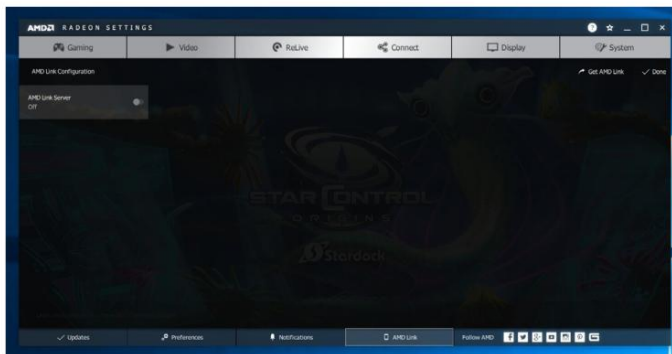 AMD RADEON SETTINGS
Gaming Video ReLive Connect Display System
AMD Link Configuration Get AMD Link Done
AMD Link Server
Off
STAR CONTROL
ORIGINS
Stardock
Updates Preferences Notifications AMD Link Follow AMD